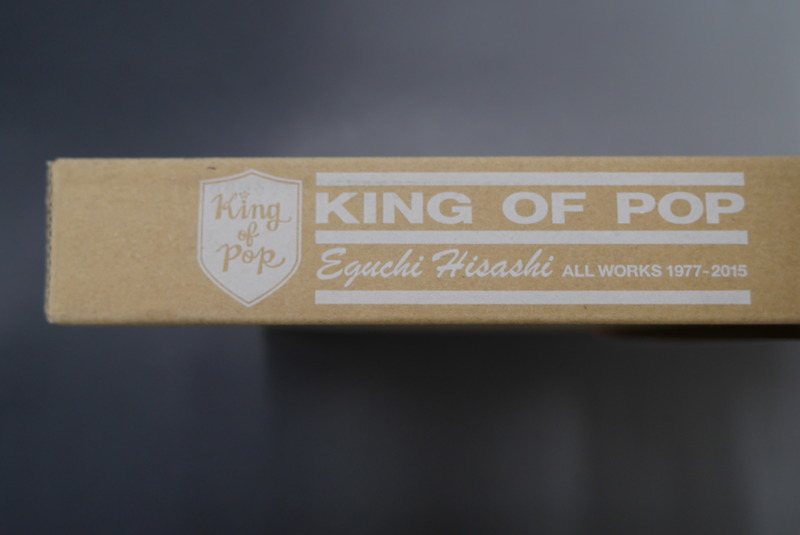 King
of
Pop
KING OF POP
Eguchi Hisashi ALL WORKS 1977-2015